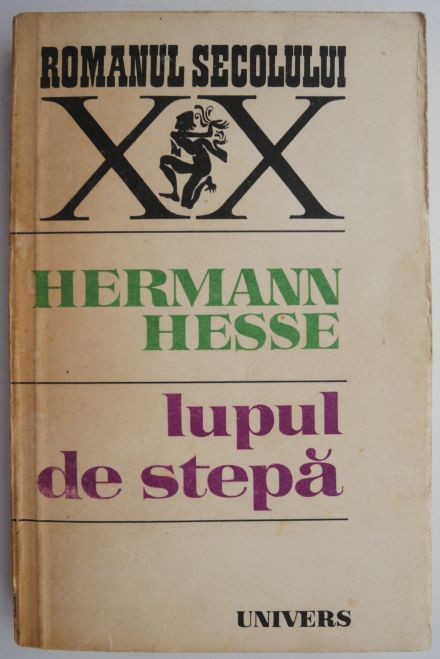 ROMANUL SECOLULUI
XX
HERMANN
HESSE
lupul
de stepă
UNIVERS